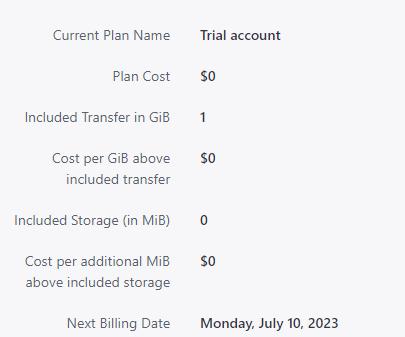 Current Plan Name Trial account
Plan Cost $0
Included Transfer in GiB 1
Cost per GiB above $0
included transfer
Included Storage (in MiB) 0
Cost per additional MiB $0
above included storage
Next Billing Date Monday, July 10, 2023